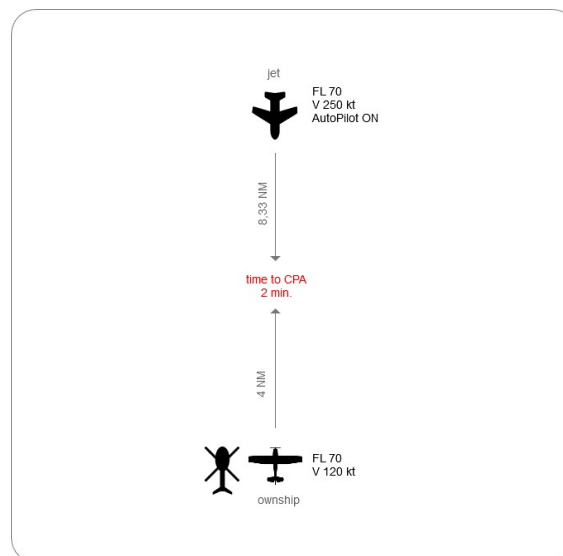 jet
FL 70
V 250 kt
AutoPilot ON
8,33 NM
time to CPA
2 min.
4 NM
FL 70
V 120 kt
ownship